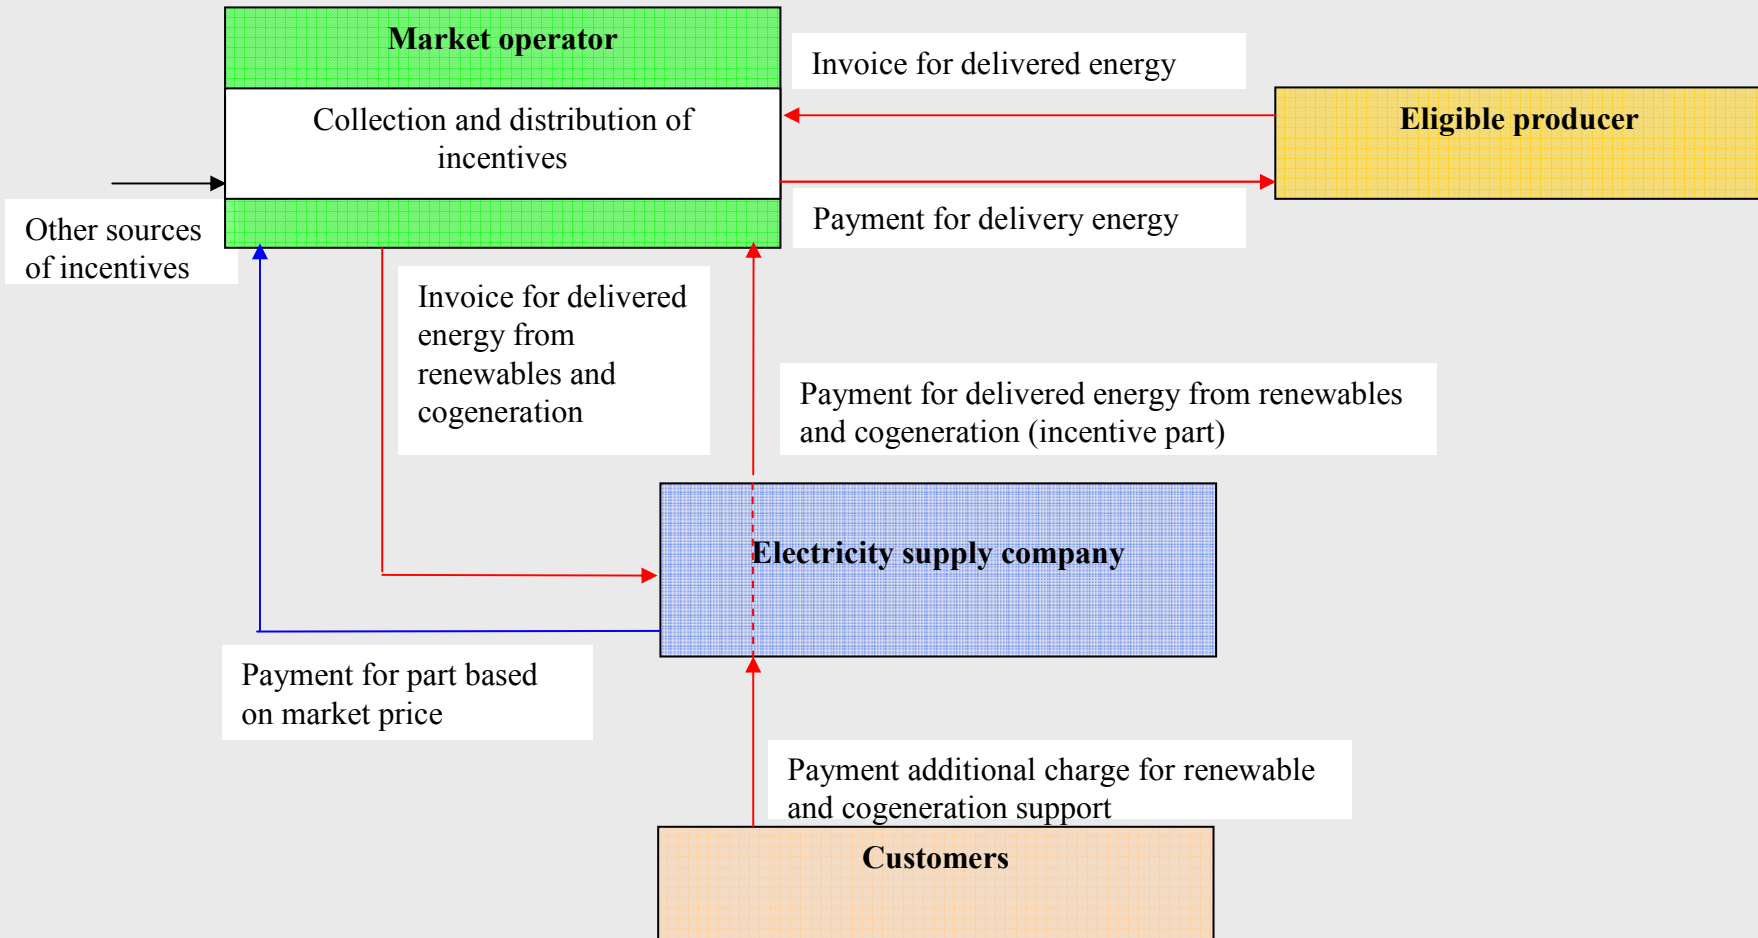 Market operator
Collection and distribution of
incentives
Invoice for delivered energy
Eligible producer
Payment for delivery energy
Other sources
of incentives
Invoice for delivered
energy from
renewables and
cogeneration
Payment for delivered energy from renewables
and cogeneration (incentive part)
Electricity supply company
Payment for part based
on market price
Payment additional charge for renewable
and cogeneration support
Customers